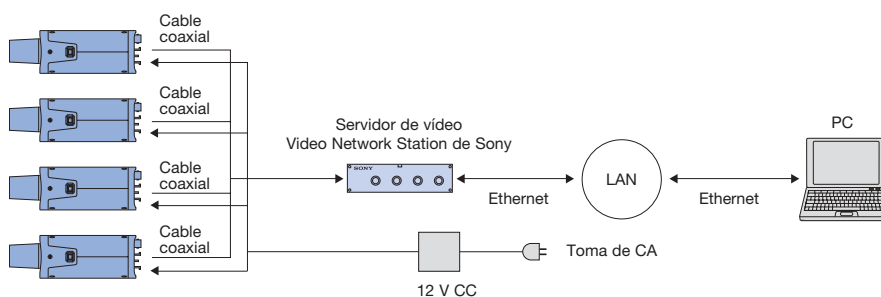 Cable
coaxial
Cable
coaxial
Cable
coaxial
Cable
coaxial
Servidor de vídeo
Video Network Station de Sony
SONY
Ethernet
LAN
Ethernet
PC
Toma de CA
12 V CC